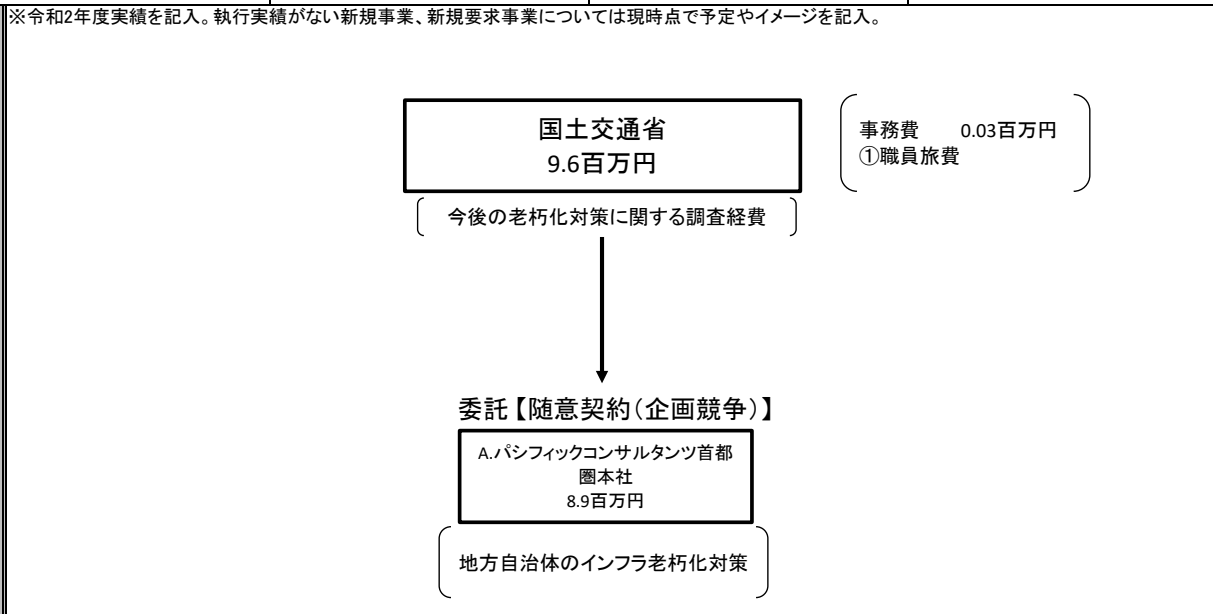 ※令和2年度実績を記入。執行実績がない新規事業、新規要求事業については現時点で予定やイメージを記入。
国土交通省
9.6百万円
事務費 0.03百万円
①職員旅費
今後の老朽化対策に関する調査経費
委託【随意契約(企画競争)】
A.パシフィックコンサルタンツ首都
圏本社
8.9百万円
地方自治体のインフラ老朽化対策